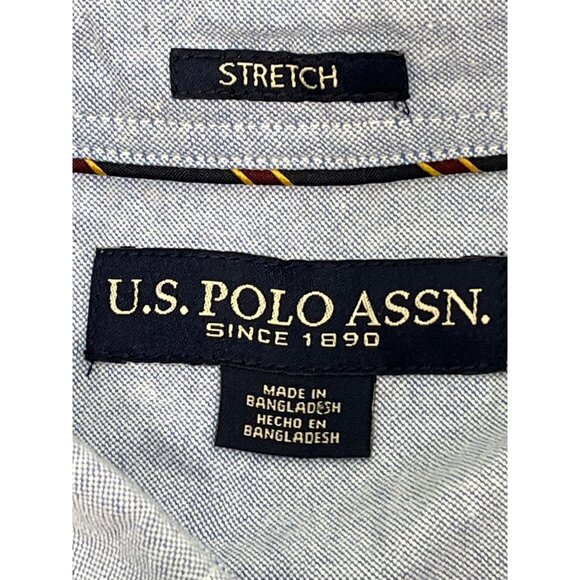 STRETCH
U.S. POLO ASSN.
SINCE 1890
MADE IN
BANGLADESH
HECHO EN
BANGLADESH